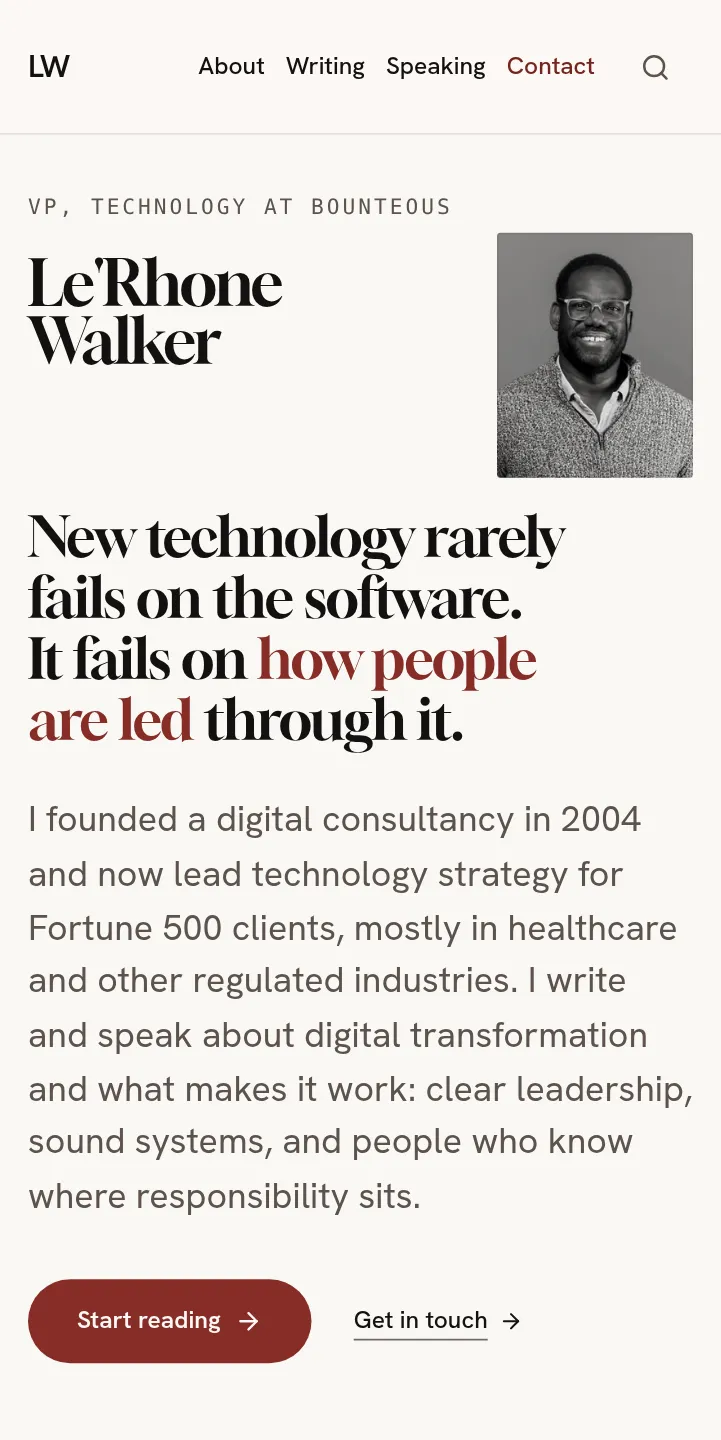 LW
About Writing Speaking Contact
VP, TECHNOLOGY AT BOUNTEOUS
Le'Rhone
Walker
New technology rarely
fails on the software.
It fails on how people
are led through it.
I founded a digital consultancy in 2004
and now lead technology strategy for
Fortune 500 clients, mostly in healthcare
and other regulated industries. I write
and speak about digital transformation
and what makes it work: clear leadership,
sound systems, and people who know
where responsibility sits.
Start reading →
Get in touch →